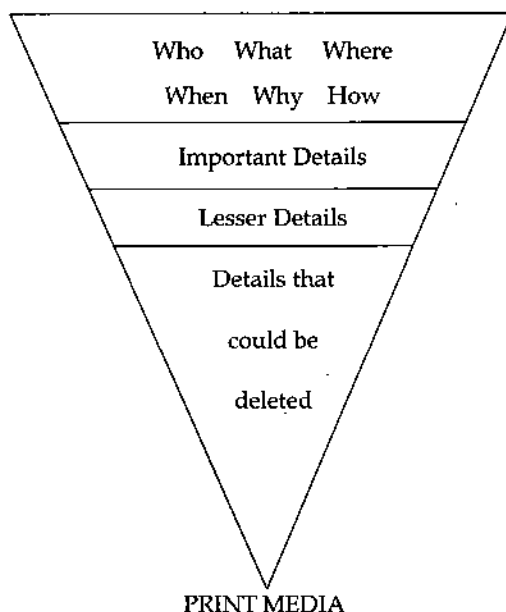 Who What Where
When Why How
Important Details
Lesser Details
Details that
could be
deleted
PRINT MEDIA